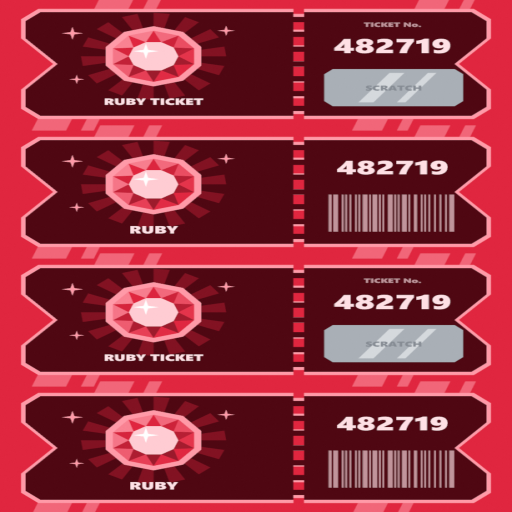 TICKET No.
482719
SCRATCH
RUBY TICKET
482719
RUBY
TICKET No.
482719
SCRATCH
RUBY TICKET
482719
RUBY